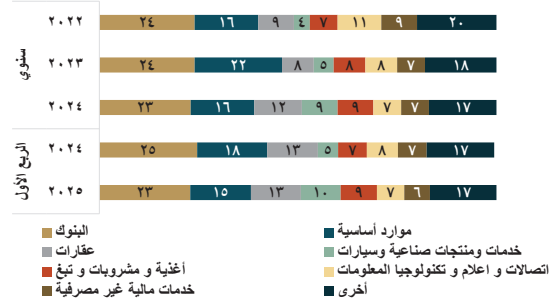 سنوي
٢٠٢٢ ٢٤ ١٦ ٩ ٤ ٧ ١١ ٩ ٢٠
٢٠٢٣ ٢٤ ٢٢ ٨ ٥ ٨ ٨ ٧ ١٨
٢٠٢٤ ٢٣ ١٦ ١٢ ٩ ٩ ٧ ٧ ١٧
الربع الأول
٢٠٢٤ ٢٥ ١٨ ١٣ ٥ ٧ ٨ ٧ ١٧
٢٠٢٥ ٢٣ ١٥ ١٣ ١٠ ٩ ٧ ٦ ١٧
موارد أساسية
البنوك
خدمات ومنتجات صناعية وسيارات
عقارات
اتصالات و اعلام و تكنولوجيا المعلومات
أغذية و مشروبات و تبغ
أخرى
خدمات مالية غير مصرفية